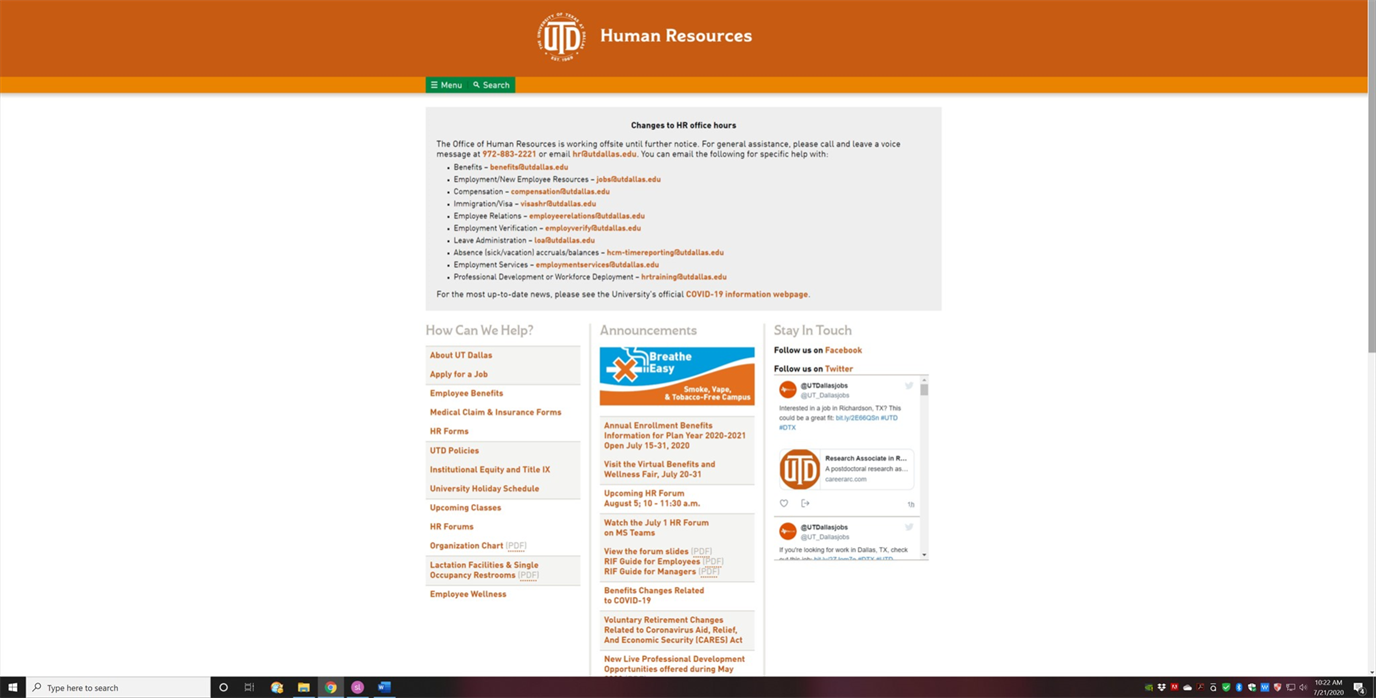 THE UNIVERSITY OF TEXAS AT DALLAS
UTD
EST. 1969
Human Resources
☰ Menu
Search
Changes to HR office hours
The Office of Human Resources is working offsite until further notice. For general assistance, please call and leave a voice
message at 972-883-2221 or email hr@utdallas.edu. You can email the following for specific help with:
• Benefits – benefits@utdallas.edu
• Employment/New Employee Resources – jobs@utdallas.edu
• Compensation – compensation@utdallas.edu
• Immigration/Visa – visashr@utdallas.edu
• Employee Relations – employeerelations@utdallas.edu
• Employment Verification – employverify@utdallas.edu
• Leave Administration – loa@utdallas.edu
• Absence (sick/vacation) accruals/balances – hcm-timereporting@utdallas.edu
• Employment Services – employmentservices@utdallas.edu
• Professional Development or Workforce Deployment – hrtraining@utdallas.edu
For the most up-to-date news, please see the University's official COVID-19 information webpage.
How Can We Help?
About UT Dallas
Apply for a Job
Employee Benefits
Medical Claim & Insurance Forms
HR Forms
UTD Policies
Institutional Equity and Title IX
University Holiday Schedule
Upcoming Classes
HR Forums
Organization Chart (PDF)
Lactation Facilities & Single
Occupancy Restrooms (PDF)
Employee Wellness
Announcements
Breathe
Easy
Smoke, Vape,
& Tobacco-Free Campus
Annual Enrollment Benefits
Information for Plan Year 2020-2021
Open July 15-31, 2020
Visit the Virtual Benefits and
Wellness Fair, July 20-31
Upcoming HR Forum
August 5; 10 - 11:30 a.m.
Watch the July 1 HR Forum
on MS Teams
View the forum slides (PDF)
RIF Guide for Employees (PDF)
RIF Guide for Managers (PDF)
Benefits Changes Related
to COVID-19
Voluntary Retirement Changes
Related to Coronavirus Aid, Relief,
And Economic Security (CARES) Act
New Live Professional Development
Opportunities offered during May
Stay In Touch
Follow us on Facebook
Follow us on Twitter
@UTDallasjobs
@UT_Dallasjobs
Interested in a job in Richardson, TX? This
could be a great fit: bit.ly/2E66QSn #UTD
#DTX
UTD
Research Associate in R...
A postdoctoral research as...
careerarc.com
1h
@UTDallasjobs
@UT_Dallasjobs
If you're looking for work in Dallas, TX, check
Type here to search
10:22 AM
7/21/2020